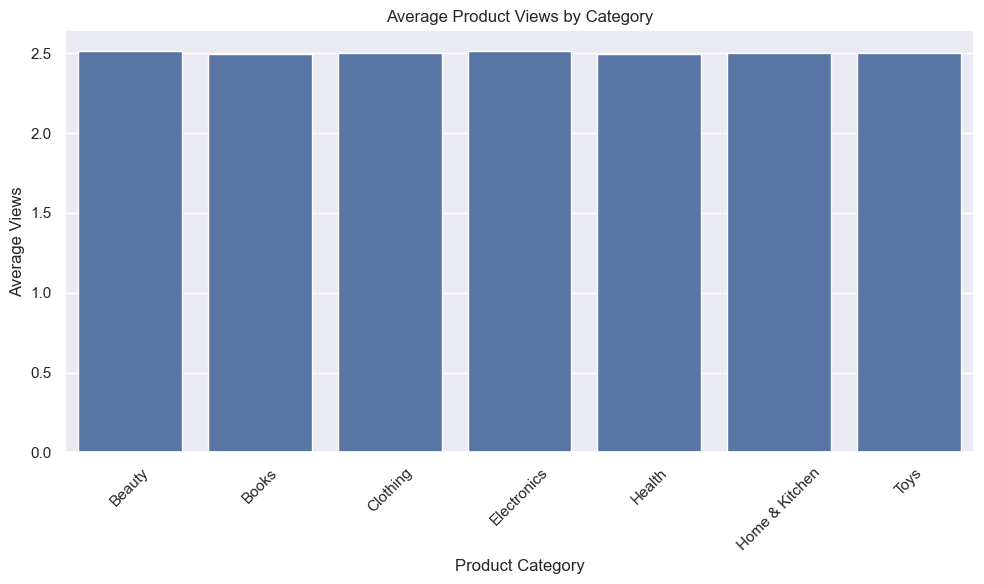 Average Product Views by Category
Average Views
2.5
2.0
1.5
1.0
0.5
0.0
Beauty
Books
Clothing
Electronics
Health
Home & Kitchen
Toys
Product Category